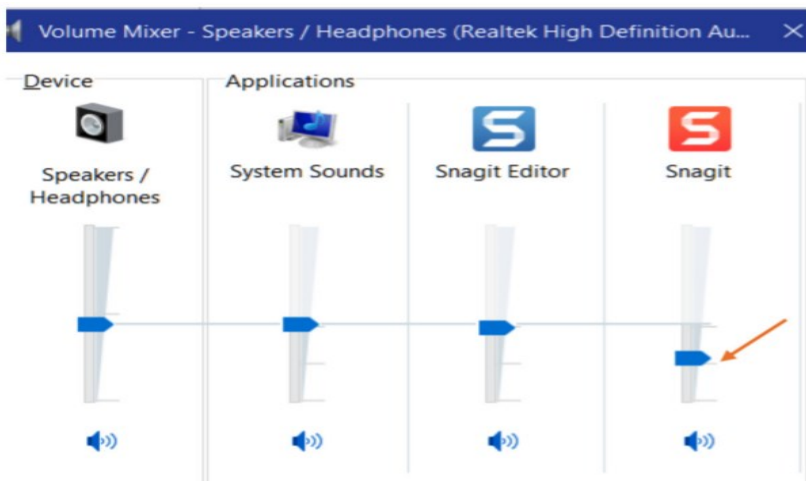 Volume Mixer - Speakers / Headphones (Realtek High Definition Au...
Device
Applications
Speakers /
Headphones
System Sounds
Snagit Editor
Snagit